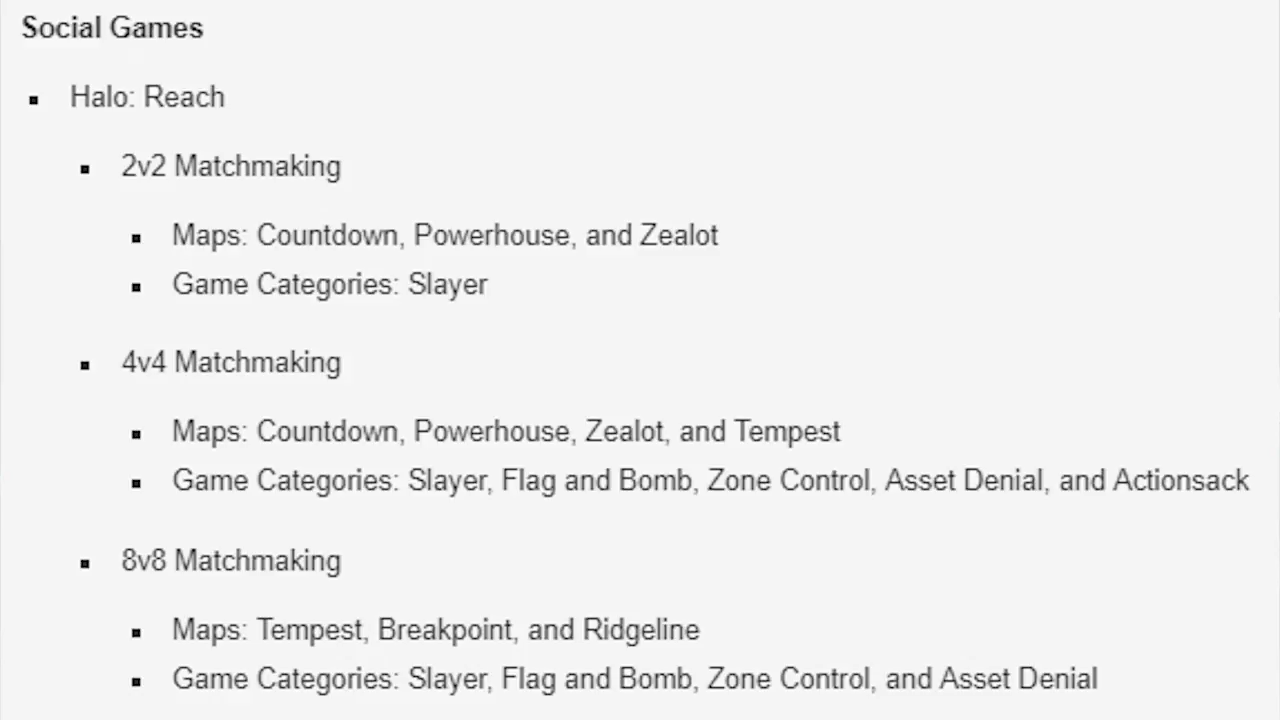 Social Games
Halo: Reach
2v2 Matchmaking
Maps: Countdown, Powerhouse, and Zealot
Game Categories: Slayer
4v4 Matchmaking
Maps: Countdown, Powerhouse, Zealot, and Tempest
Game Categories: Slayer, Flag and Bomb, Zone Control, Asset Denial, and Actionsack
8v8 Matchmaking
Maps: Tempest, Breakpoint, and Ridgeline
Game Categories: Slayer, Flag and Bomb, Zone Control, and Asset Denial